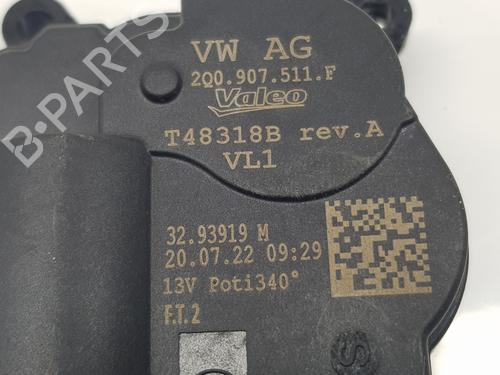 VW AG
2Q0.907.511.F
Valeo
T48318B rev.A
VL1
32.93919 M
20.07.22 09:29
13V Poti340°
F.T.2
S
B-PARTS